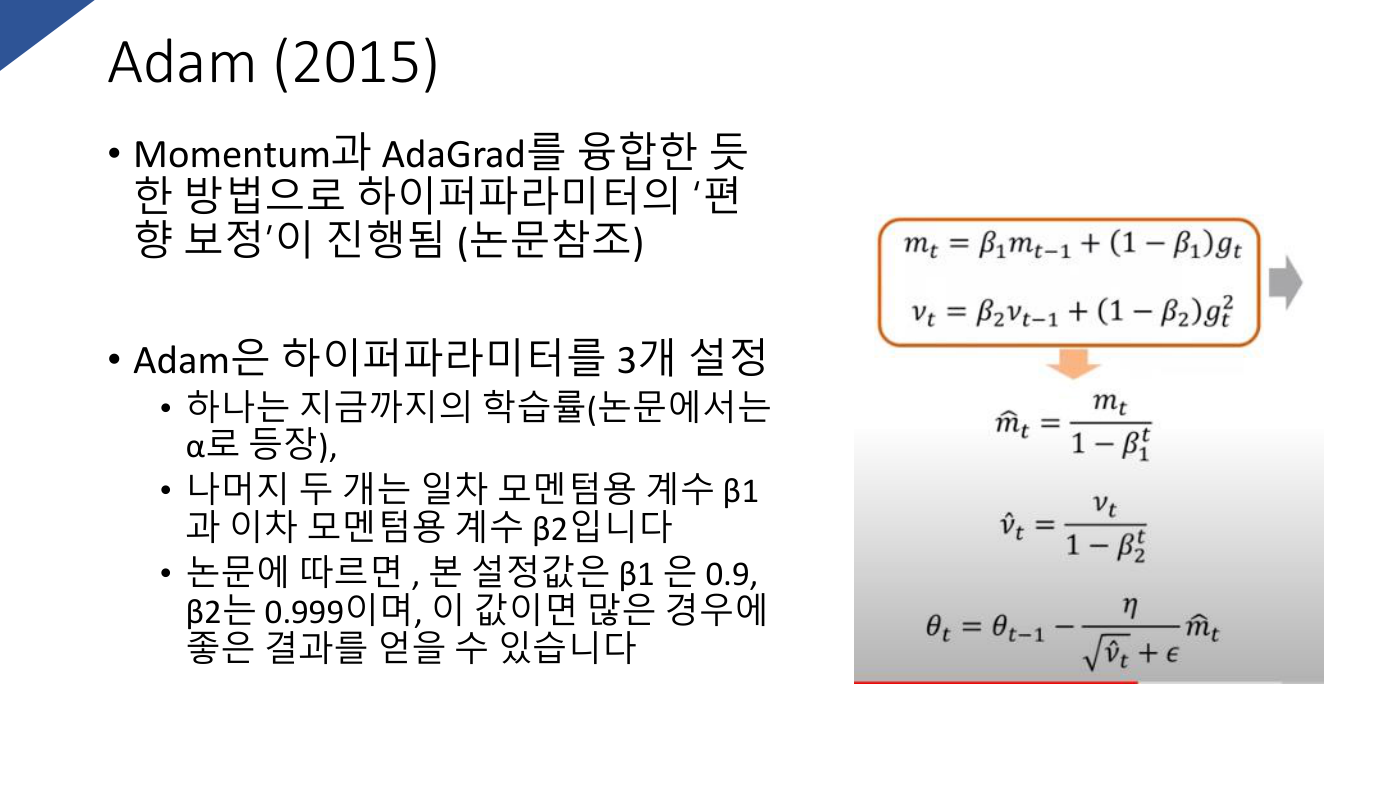 Adam (2015)
• Momentum과 AdaGrad를 융합한 듯
한 방법으로 하이퍼파라미터의 ‘편
향 보정’이 진행됨 (논문참조)
• Adam은 하이퍼파라미터를 3개 설정
• 하나는 지금까지의 학습률(논문에서는
α로 등장),
• 나머지 두 개는 일차 모멘텀용 계수 β1
과 이차 모멘텀용 계수 β2입니다
• 논문에 따르면 , 본 설정값은 β1 은 0.9,
β2는 0.999이며, 이 값이면 많은 경우에
좋은 결과를 얻을 수 있습니다
m_t = β_1 m_{t−1} + (1 − β_1)g_t
ν_t = β_2 ν_{t−1} + (1 − β_2)g_t^2
m̂_t = m_t / (1 − β_1^t)
ν̂_t = ν_t / (1 − β_2^t)
θ_t = θ_{t−1} − η / (√ν̂_t + ϵ) m̂_t